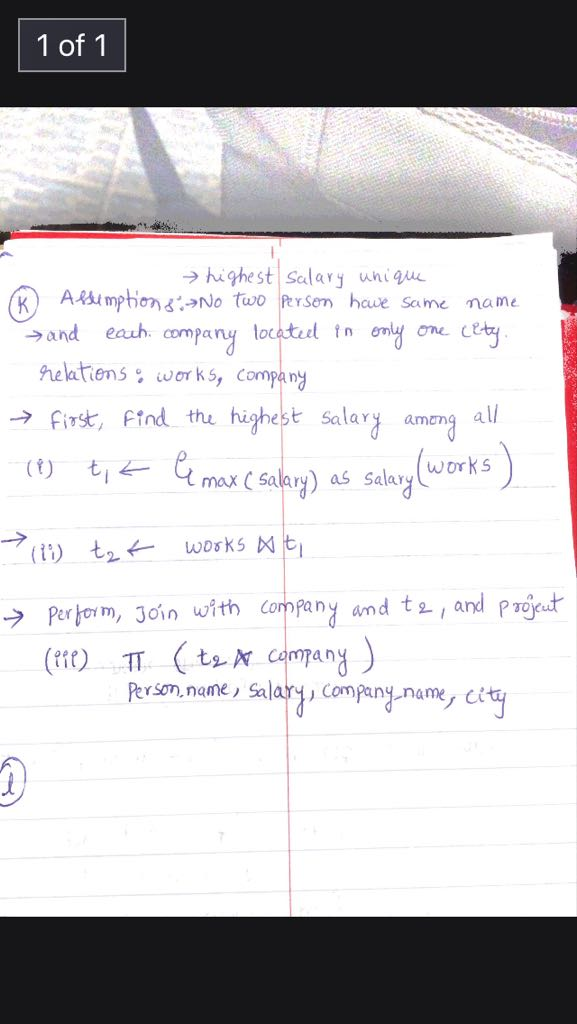 1 of 1
→ highest salary unique
(K) Assumptions:→No two person have same name
→and each company located in only one city.
relations : works, company
→ First, Find the highest salary among all
(i) t₁ ← G max(salary) as salary (works)
→ (ii) t₂ ← works ⋈ t₁
→ Perform, Join with company and t₂, and project
(iii) π (t₂ ⋈ company)
Person_name, salary, company_name, city
(l)